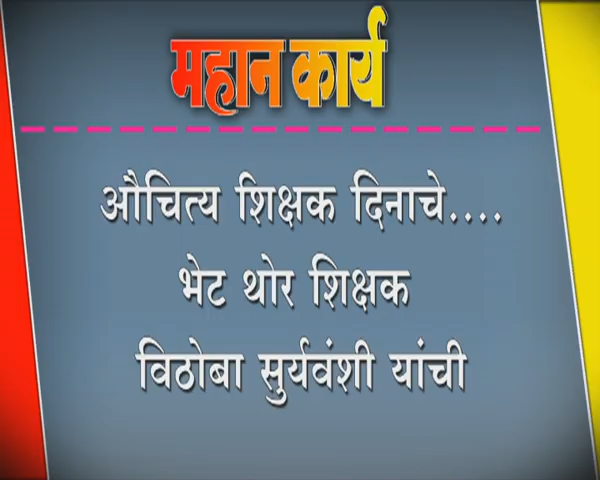 महान कार्य
औचित्य शिक्षक दिनाचे....
भेट थोर शिक्षक
विठोबा सुर्यवंशी यांची